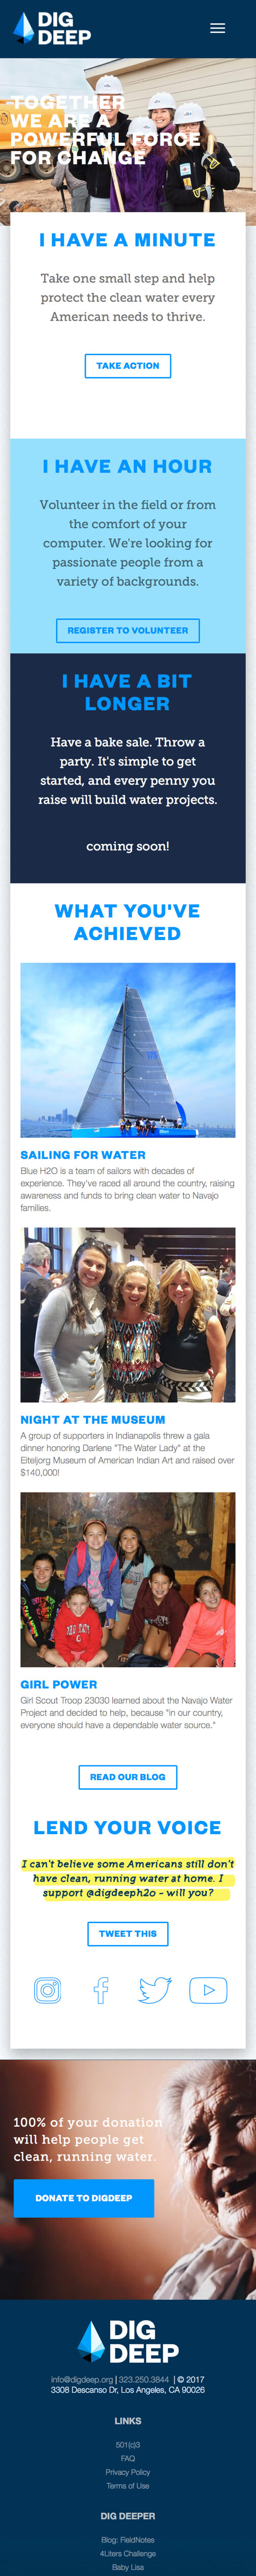 DIG
DEEP
TOGETHER
WE ARE A
POWERFUL FORCE
FOR CHANGE
I HAVE A MINUTE
Take one small step and help
protect the clean water every
American needs to thrive.
TAKE ACTION
I HAVE AN HOUR
Volunteer in the field or from
the comfort of your
computer. We're looking for
passionate people from a
variety of backgrounds.
REGISTER TO VOLUNTEER
I HAVE A BIT
LONGER
Have a bake sale. Throw a
party. It's simple to get
started, and every penny you
raise will build water projects.
coming soon!
WHAT YOU'VE
ACHIEVED
SAILING FOR WATER
Blue H2O is a team of sailors with decades of
experience. They've raced all around the country, raising
awareness and funds to bring clean water to Navajo
families.
NIGHT AT THE MUSEUM
A group of supporters in Indianapolis threw a gala
dinner honoring Darlene "The Water Lady" at the
Eiteljorg Museum of American Indian Art and raised over
$140,000!
GIRL POWER
Girl Scout Troop 23030 learned about the Navajo Water
Project and decided to help, because "in our country,
everyone should have a dependable water source."
READ OUR BLOG
LEND YOUR VOICE
I can't believe some Americans still don't
have clean, running water at home. I
support @digdeeph2o - will you?
TWEET THIS
100% of your donation
will help people get
clean, running water.
DONATE TO DIGDEEP
DIG
DEEP
info@digdeep.org | 323.250.3844 | © 2017
3308 Descanso Dr, Los Angeles, CA 90026
LINKS
501(c)3
FAQ
Privacy Policy
Terms of Use
DIG DEEPER
Blog: FieldNotes
4Liters Challenge
Baby Lisa